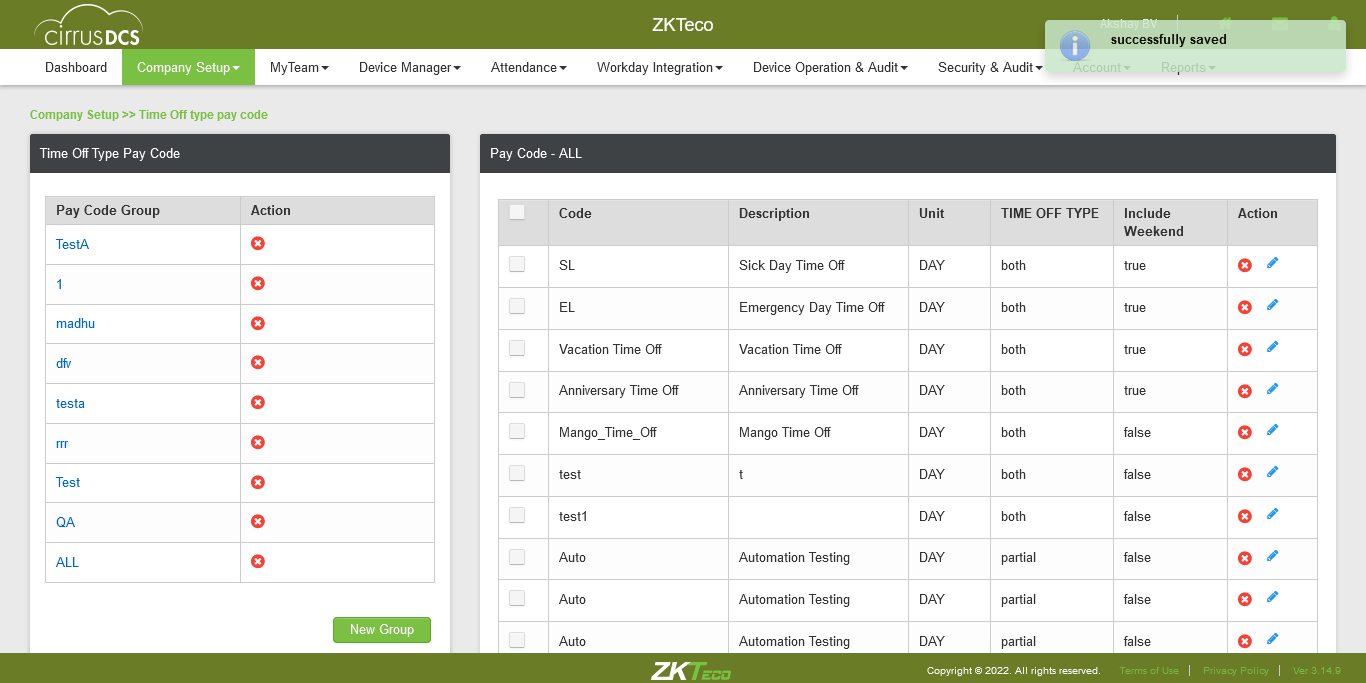 cirrusDCS
ZKTeco
Akshay BV
successfully saved
Dashboard Company Setup MyTeam Device Manager Attendance Workday Integration Device Operation & Audit Security & Audit Account Reports
Company Setup >> Time Off type pay code
Time Off Type Pay Code
Pay Code Group Action
TestA
1
madhu
dfv
testa
rrr
Test
QA
ALL
New Group
Pay Code - ALL
Code Description Unit TIME OFF TYPE Include Weekend Action
SL Sick Day Time Off DAY both true
EL Emergency Day Time Off DAY both true
Vacation Time Off Vacation Time Off DAY both true
Anniversary Time Off Anniversary Time Off DAY both true
Mango_Time_Off Mango Time Off DAY both false
test t DAY both false
test1 DAY both false
Auto Automation Testing DAY partial false
Auto Automation Testing DAY partial false
Auto Automation Testing DAY partial false
ZKTECO
Copyright © 2022. All rights reserved. Terms of Use | Privacy Policy | Ver 3.14.9